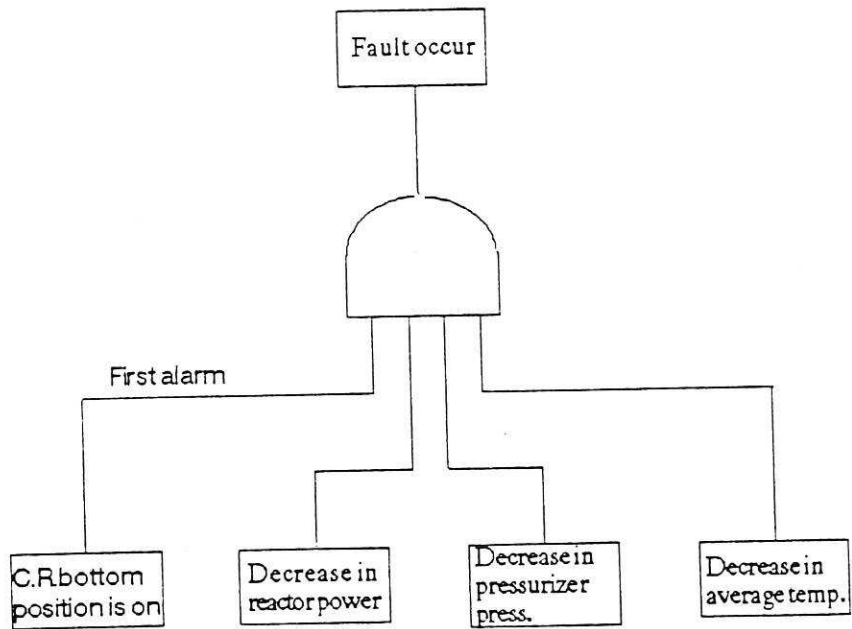 Fault occur
First alarm
C.R.bottom
position is on
Decrease in
reactor power
Decrease in
pressurizer
press.
Decrease in
average temp.